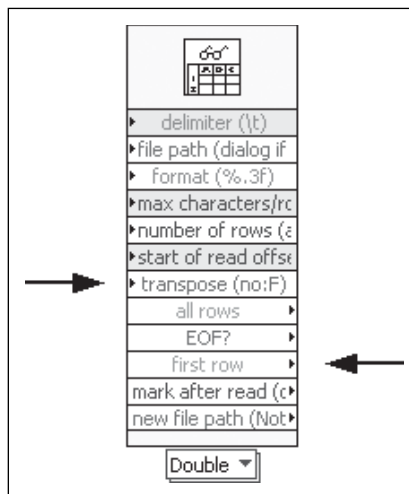 delimiter (\t)
file path (dialog if
format (%.3f)
max characters/ro
number of rows (a
start of read offse
transpose (no:F)
all rows
EOF?
first row
mark after read (c
new file path (Not
Double